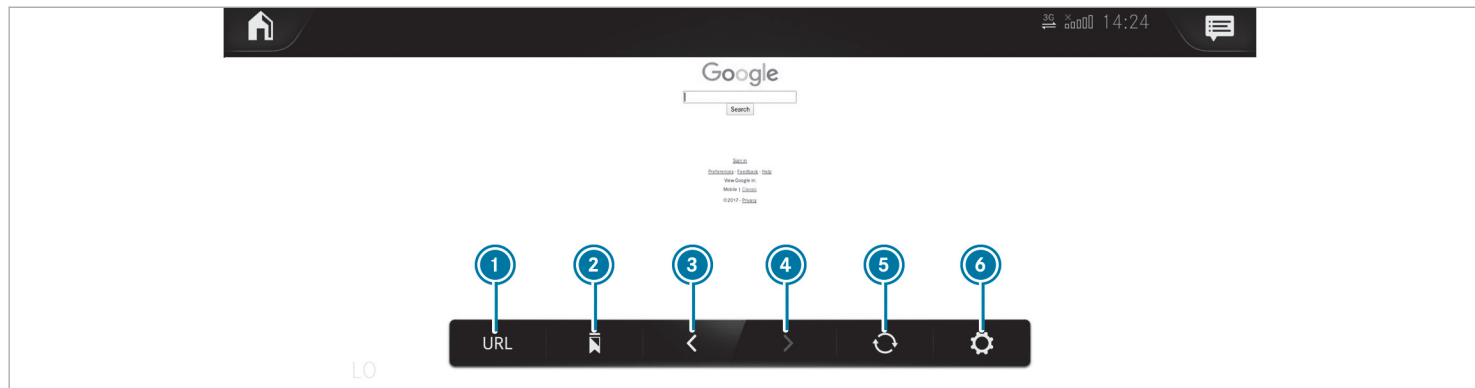 3G 14:24
Google
Search
Sign in
Preferences - Feedback - Help
View Google in:
Mobile | Classic
©2017 - Privacy
1 2 3 4 5 6
URL
LO